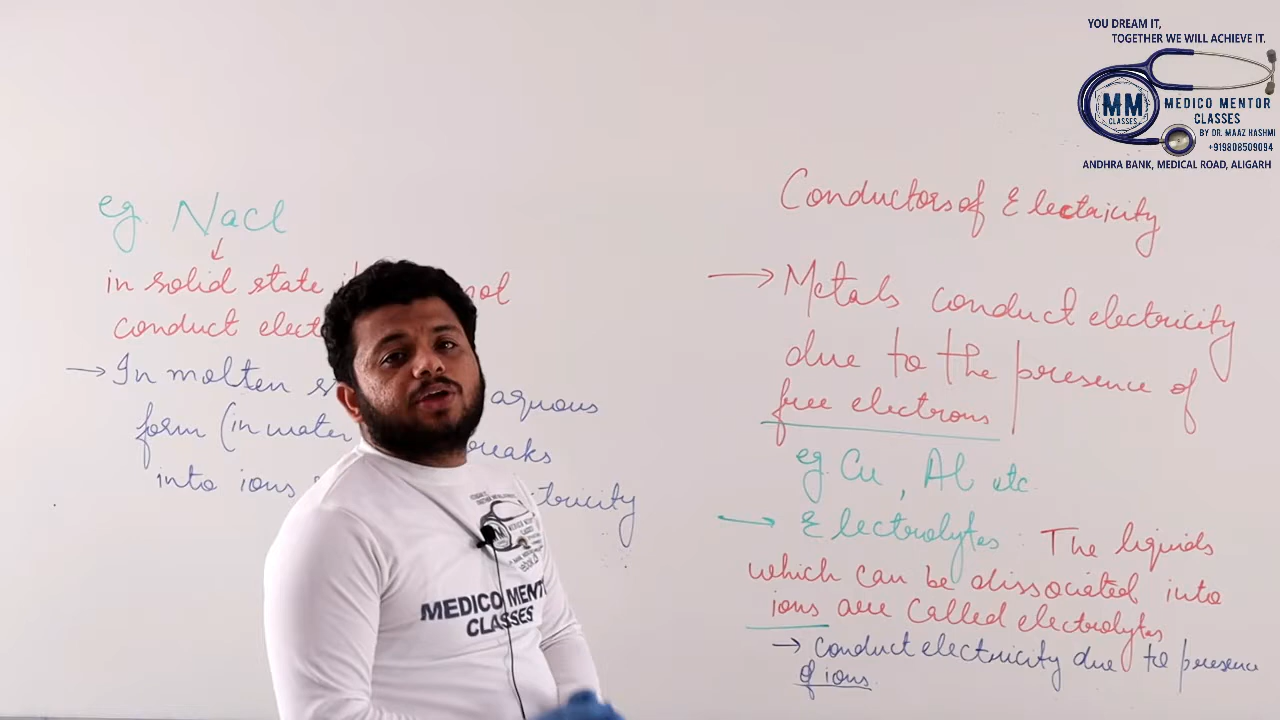 YOU DREAM IT,
TOGETHER WE WILL ACHIEVE IT.
MM
CLASSES
MEDICO MENTOR
CLASSES
BY DR. MAAZ HASHMI
+919808509094
ANDHRA BANK, MEDICAL ROAD, ALIGARH
eg. Nacl
in solid state
conduct elect
→ In molten s aquous
form (in water
into ions tricity
MEDICO MENT
CLASSES
Conductors of Electricity
→ Metals conduct electricity
due to the presence of
free electrons
eg. Cu, Al etc.
→ Electrolytes: The liquids
which can be dissociated into
ions are called electrolytes
→ conduct electricity due to presence
of ions.